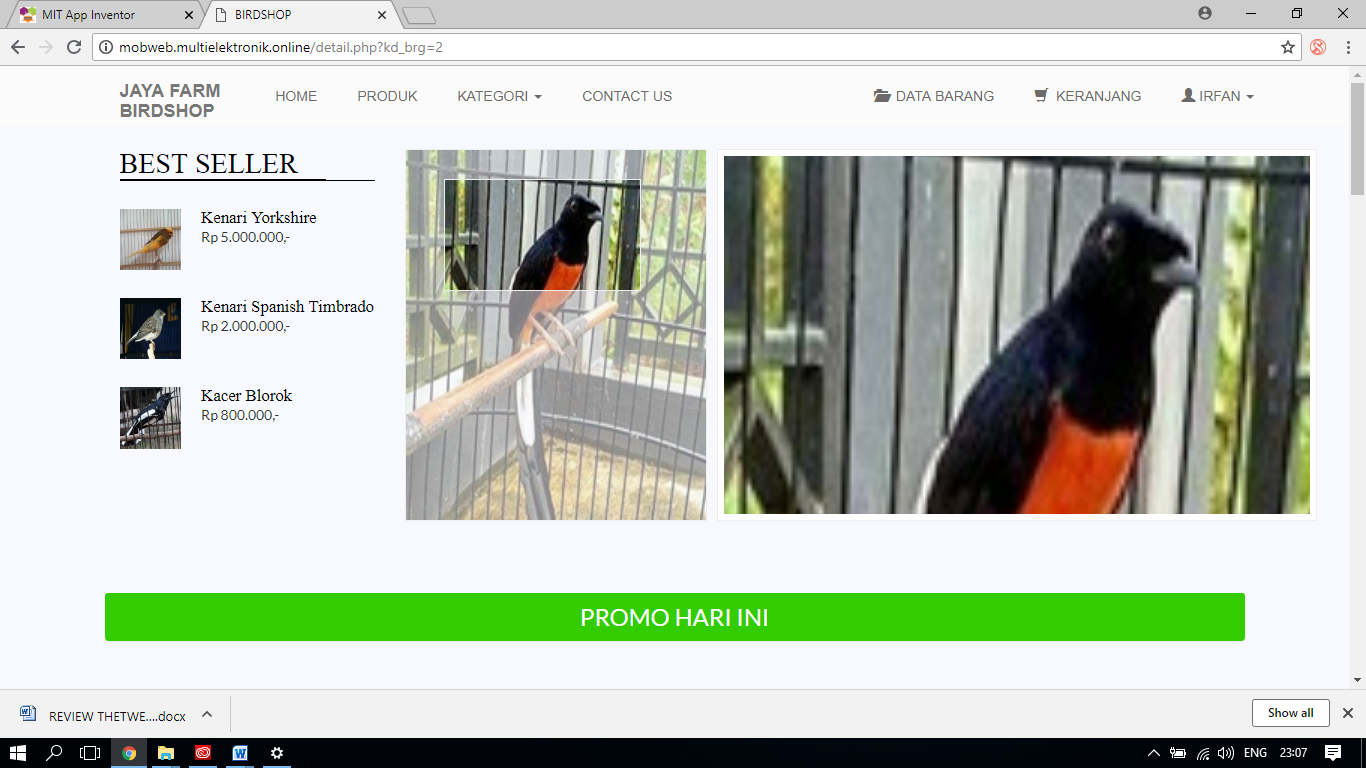 MIT App Inventor
BIRDSHOP
mobweb.multielektronik.online/detail.php?kd_brg=2
JAYA FARM
BIRDSHOP
HOME
PRODUK
KATEGORI
CONTACT US
DATA BARANG
KERANJANG
IRFAN
BEST SELLER
Kenari Yorkshire
Rp 5.000.000,-
Kenari Spanish Timbrado
Rp 2.000.000,-
Kacer Blorok
Rp 800.000,-
PROMO HARI INI
REVIEW THETWE....docx
Show all
ENG
23:07